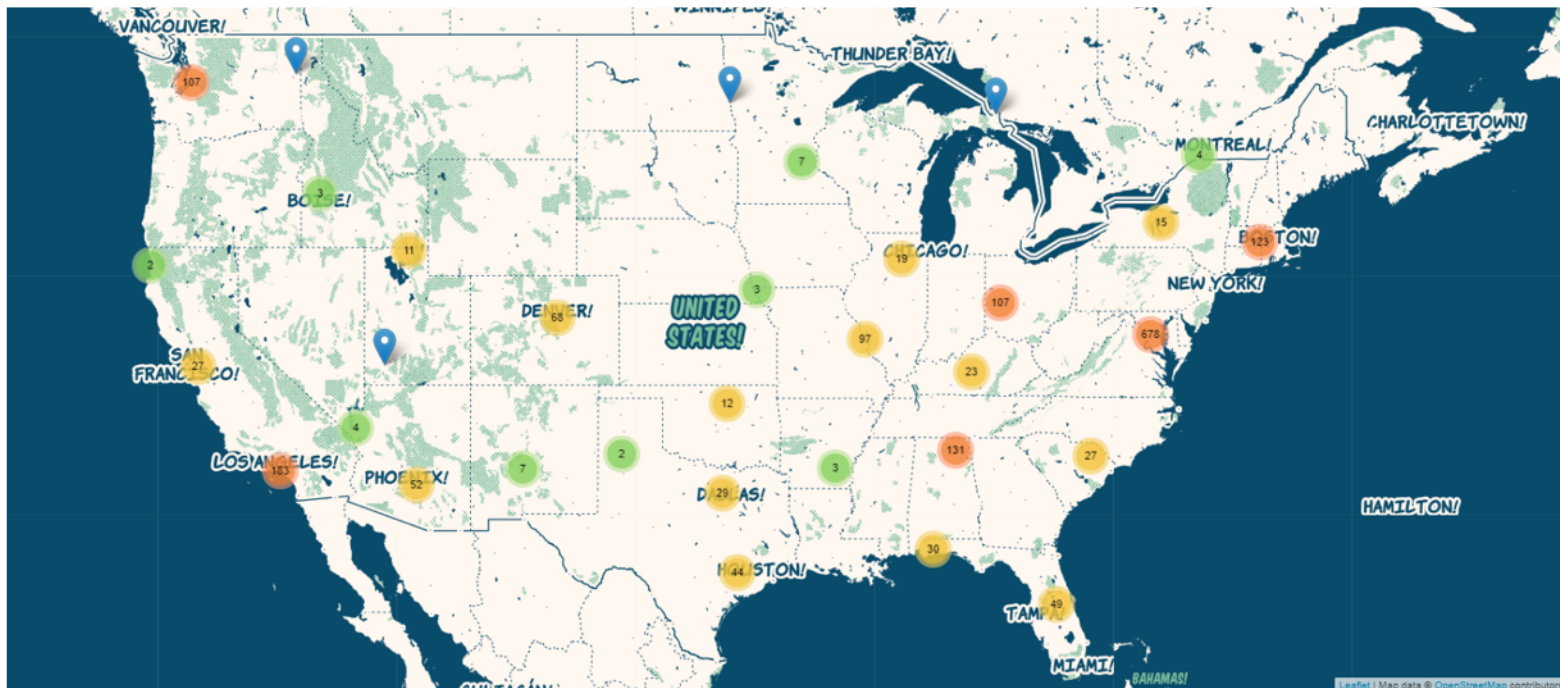 WINNIPEG!
VANCOUVER!
THUNDER BAY!
107
CHARLOTTETOWN!
MONTREAL!
4
7
3
BOISE!
15
BOSTON!
123
11
CHICAGO!
19
2
NEW YORK!
3
UNITED
STATES!
107
DENVER!
68
678
97
SAN
FRANCISCO!
27
23
12
4
131
27
2
LOS ANGELES!
183
PHOENIX!
52
7
3
DALLAS!
29
HAMILTON!
30
HOUSTON!
44
TAMPA!
49
MIAMI!
BAHAMAS!
CULIACÁN!
Leaflet | Map data © OpenStreetMap contributors